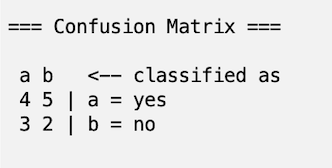 === Confusion Matrix ===
a b <-- classified as
4 5 | a = yes
3 2 | b = no